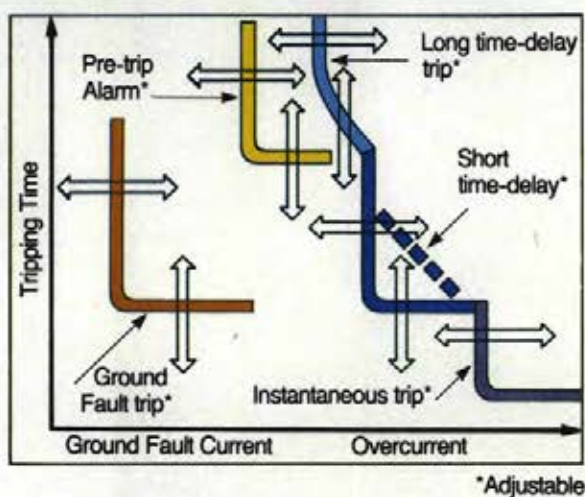 Pre-trip
Alarm*
Long time-delay
trip*
Short
time-delay*
Tripping Time
Ground
Fault trip*
Instantaneous trip*
Ground Fault Current
Overcurrent
*Adjustable